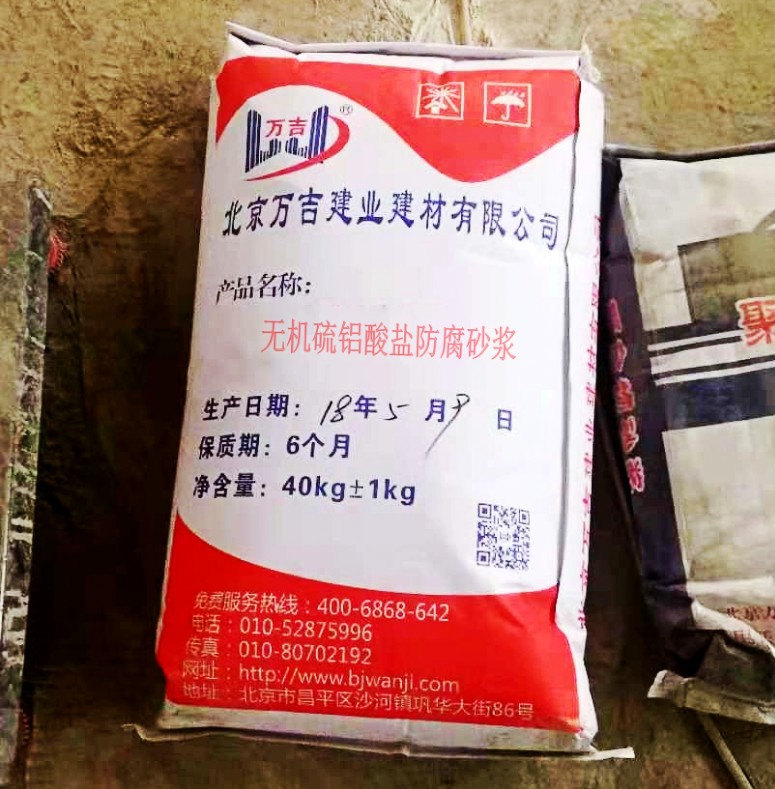 万吉
®
北京万吉建业建材有限公司
产品名称：
无机硫铝酸盐防腐砂浆
生产日期：18年5月9日
保质期：6个月
净含量：40kg±1kg
免费服务热线：400-6868-642
电话：010-52875996
传真：010-80702192
网址：http://www.bjwanji.com
地址：北京市昌平区沙河镇巩华大街86号
聚